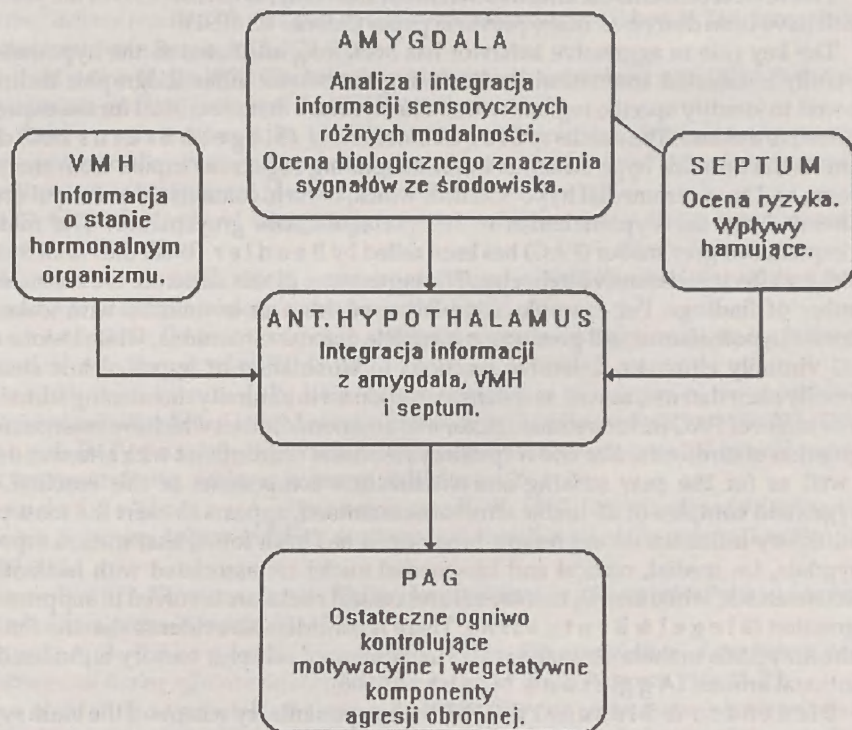 AMYGDALA
Analiza i integracja
informacji sensorycznych
różnych modalności.
Ocena biologicznego znaczenia
sygnałów ze środowiska.
VMH
Informacja
o stanie
hormonalnym
organizmu.
SEPTUM
Ocena ryzyka.
Wpływy
hamujące.
ANT.HYPOTHALAMUS
Integracja informacji
z amygdala, VMH
i septum.
PAG
Ostateczne ogniwo
kontrolujące
motywacyjne i wegetatywne
komponenty
agresji obronnej.